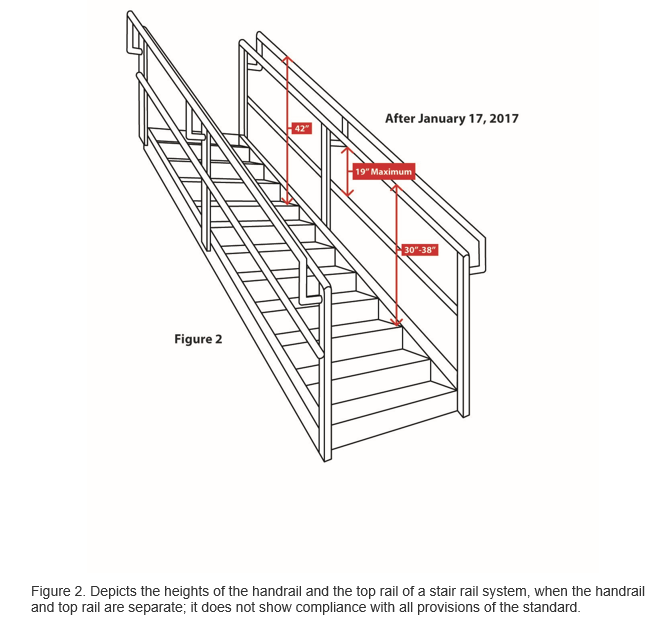 After January 17, 2017
42"
19" Maximum
30"-38"
Figure 2
Figure 2. Depicts the heights of the handrail and the top rail of a stair rail system, when the handrail
and top rail are separate; it does not show compliance with all provisions of the standard.